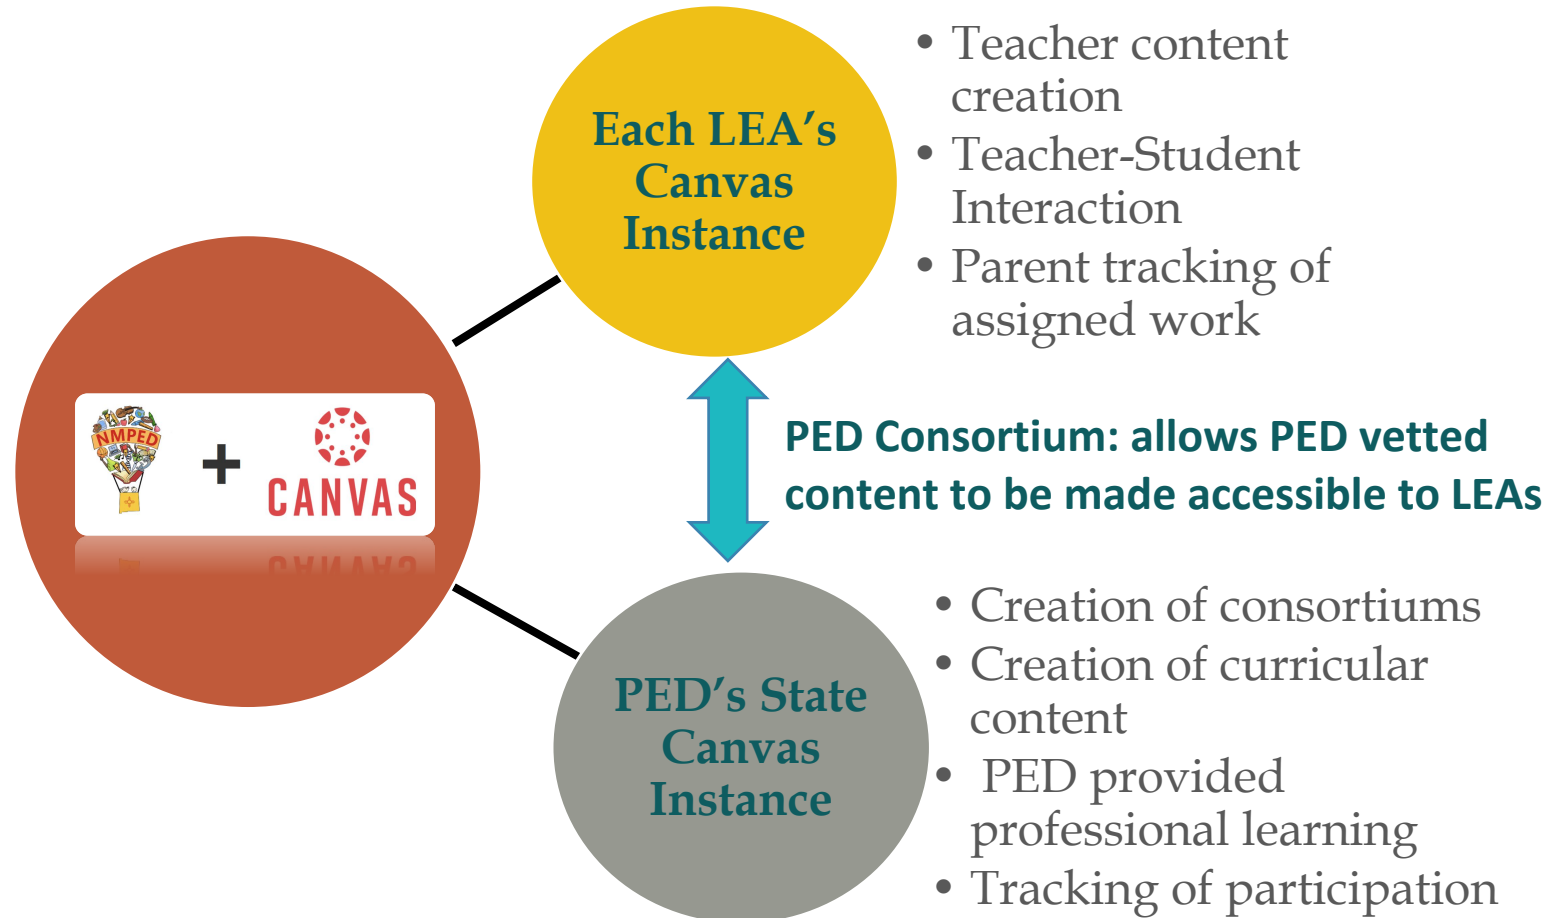 Each LEA’s
Canvas
Instance
• Teacher content
creation
• Teacher-Student
Interaction
• Parent tracking of
assigned work
NMPED
+
CANVAS
PED Consortium: allows PED vetted
content to be made accessible to LEAs
PED’s State
Canvas
Instance
• Creation of consortiums
• Creation of curricular
content
• PED provided
professional learning
• Tracking of participation